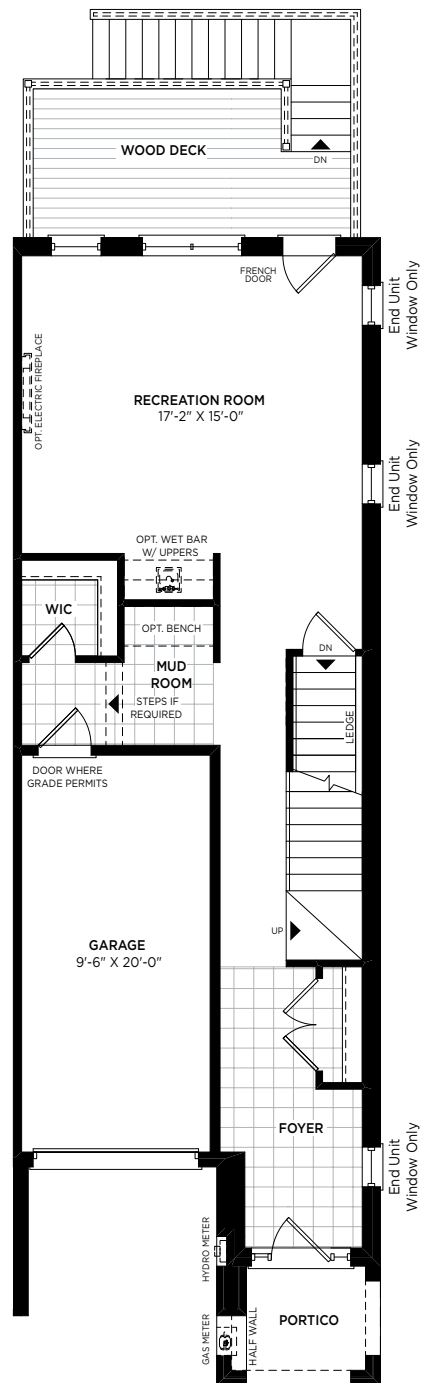 WOOD DECK
DN
FRENCH
DOOR
End Unit
Window Only
OPT. ELECTRIC FIREPLACE
RECREATION ROOM
17'-2" X 15'-0"
End Unit
Window Only
OPT. WET BAR
W/ UPPERS
WIC
OPT. BENCH
MUD
ROOM
DN
STEPS IF
REQUIRED
LEDGE
DOOR WHERE
GRADE PERMITS
UP
GARAGE
9'-6" X 20'-0"
FOYER
End Unit
Window Only
HYDRO METER
GAS METER
HALF WALL
PORTICO